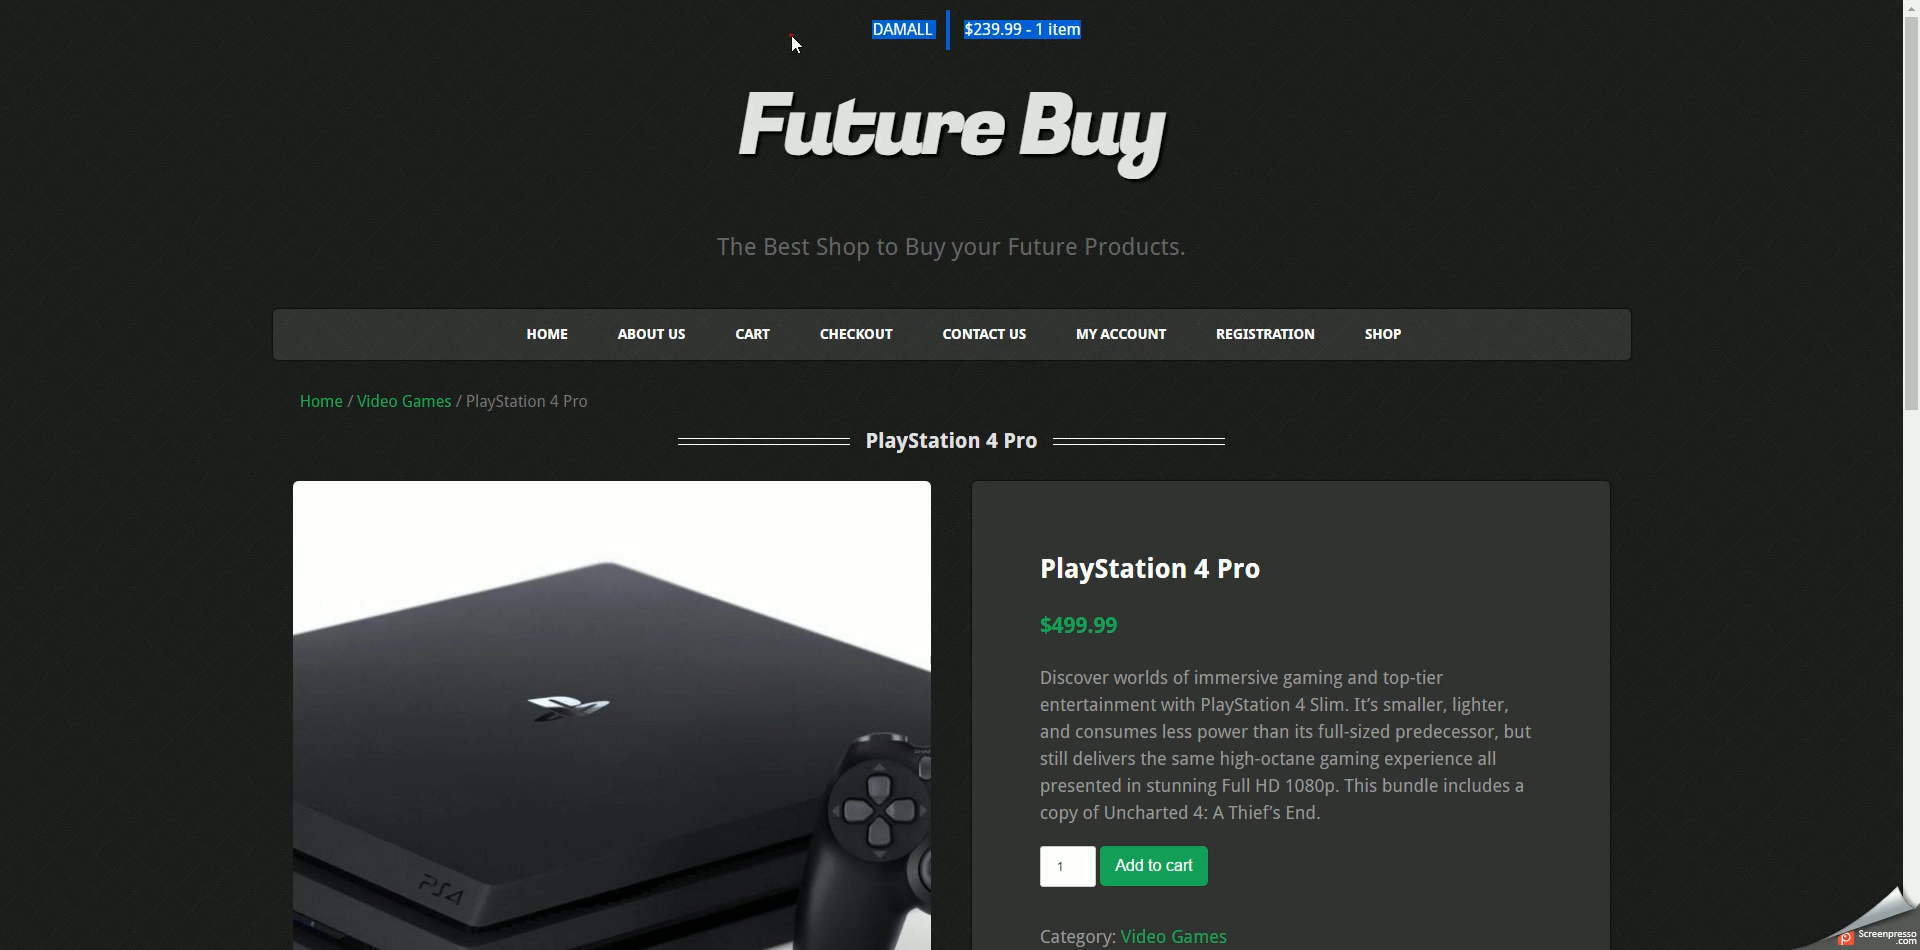 DAMALL
$239.99 - 1 item
Future Buy
The Best Shop to Buy your Future Products.
HOME
ABOUT US
CART
CHECKOUT
CONTACT US
MY ACCOUNT
REGISTRATION
SHOP
Home / Video Games / PlayStation 4 Pro
PlayStation 4 Pro
PS4
PlayStation 4 Pro
$499.99
Discover worlds of immersive gaming and top-tier
entertainment with PlayStation 4 Slim. It’s smaller, lighter,
and consumes less power than its full-sized predecessor, but
still delivers the same high-octane gaming experience all
presented in stunning Full HD 1080p. This bundle includes a
copy of Uncharted 4: A Thief’s End.
1
Add to cart
Category: Video Games
Screenpresso
.com